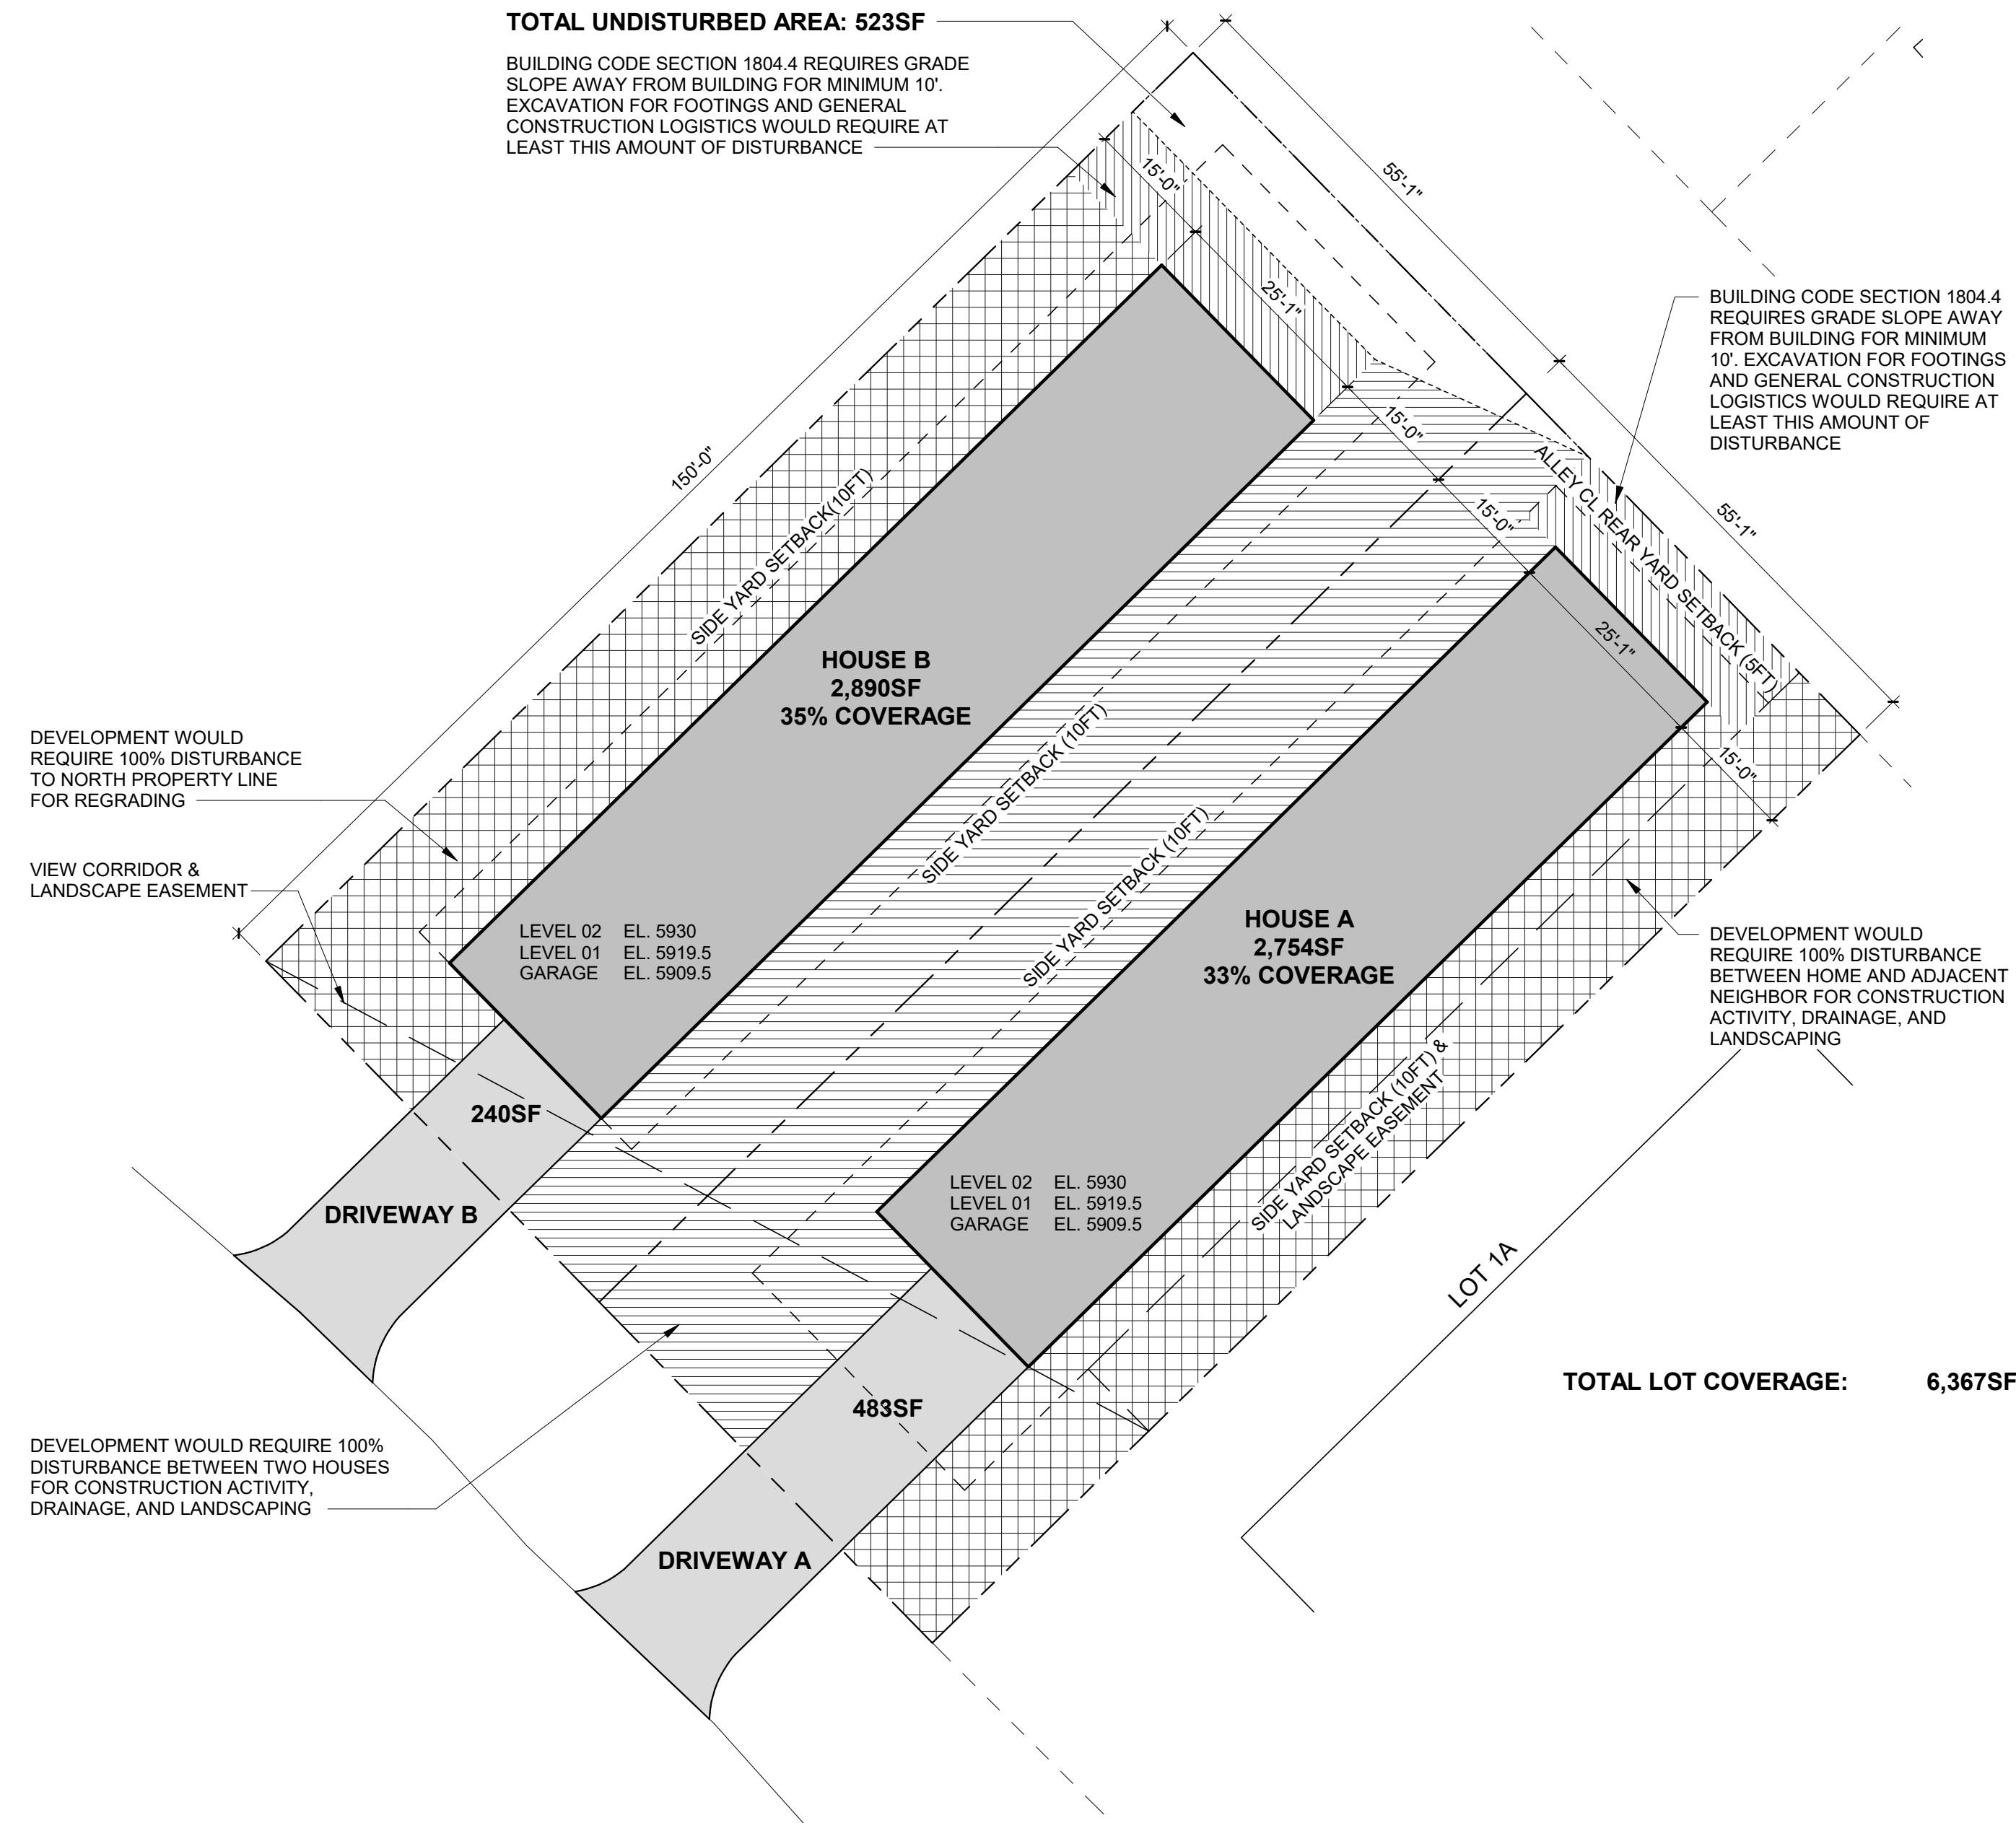 TOTAL UNDISTURBED AREA: 523SF
BUILDING CODE SECTION 1804.4 REQUIRES GRADE
SLOPE AWAY FROM BUILDING FOR MINIMUM 10'.
EXCAVATION FOR FOOTINGS AND GENERAL
CONSTRUCTION LOGISTICS WOULD REQUIRE AT
LEAST THIS AMOUNT OF DISTURBANCE
15'-0"
55'-1"
25'-1"
BUILDING CODE SECTION 1804.4
REQUIRES GRADE SLOPE AWAY
FROM BUILDING FOR MINIMUM
10'. EXCAVATION FOR FOOTINGS
AND GENERAL CONSTRUCTION
LOGISTICS WOULD REQUIRE AT
LEAST THIS AMOUNT OF
DISTURBANCE
150'-0"
15'-0"
15'-0"
55'-1"
ALLEY CL REAR YARD SETBACK (5FT)
SIDE YARD SETBACK(10FT)
25'-1"
15'-0"
HOUSE B
2,890SF
35% COVERAGE
DEVELOPMENT WOULD
REQUIRE 100% DISTURBANCE
TO NORTH PROPERTY LINE
FOR REGRADING
SIDE YARD SETBACK (10FT)
SIDE YARD SETBACK (10FT)
VIEW CORRIDOR &
LANDSCAPE EASEMENT
LEVEL 02 EL. 5930
LEVEL 01 EL. 5919.5
GARAGE EL. 5909.5
HOUSE A
2,754SF
33% COVERAGE
DEVELOPMENT WOULD
REQUIRE 100% DISTURBANCE
BETWEEN HOME AND ADJACENT
NEIGHBOR FOR CONSTRUCTION
ACTIVITY, DRAINAGE, AND
LANDSCAPING
240SF
DRIVEWAY B
LEVEL 02 EL. 5930
LEVEL 01 EL. 5919.5
GARAGE EL. 5909.5
SIDE YARD SETBACK (10FT) &
LANDSCAPE EASEMENT
LOT 1A
TOTAL LOT COVERAGE: 6,367SF
483SF
DEVELOPMENT WOULD REQUIRE 100%
DISTURBANCE BETWEEN TWO HOUSES
FOR CONSTRUCTION ACTIVITY,
DRAINAGE, AND LANDSCAPING
DRIVEWAY A